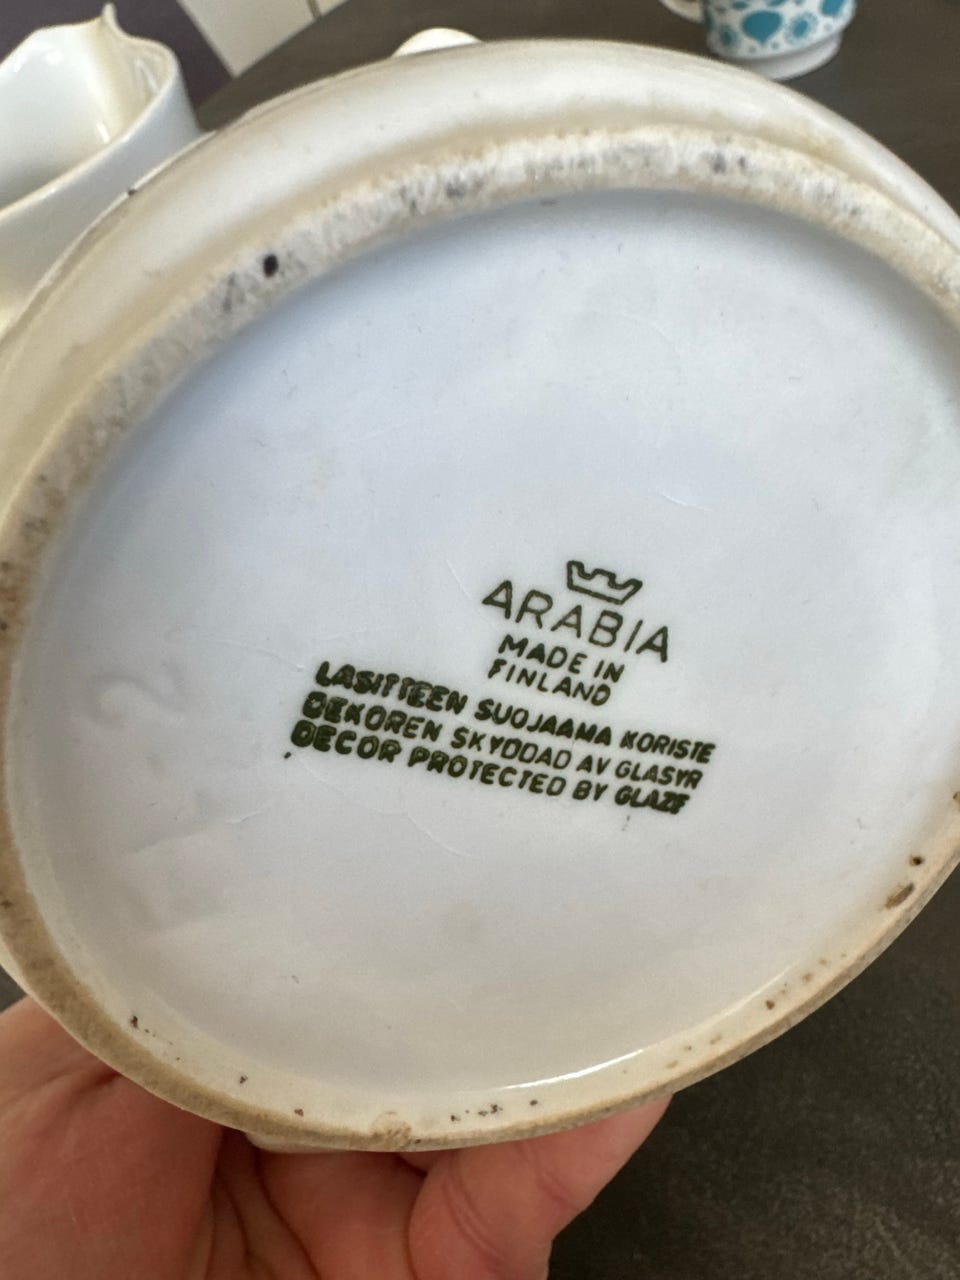 ARABIA
MADE IN
FINLAND
LASITTEEN SUOJAAMA KORISTE
DEKOREN SKYDDAD AV GLASYR
DECOR PROTECTED BY GLAZE